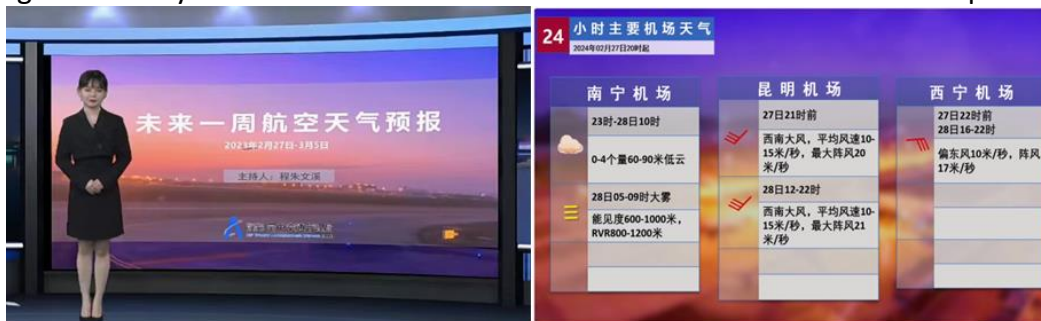 未来一周航空天气预报
2023年2月27日-3月5日
主持人：程朱文溪
24 小时主要机场天气
2024年02月27日20时起
南宁机场
23时-28日10时
0-4个量60-90米低云
28日05-09时大雾
能见度600-1000米，
RVR800-1200米
昆明机场
27日21时前
西南大风，平均风速10-
15米/秒，最大阵风20
米/秒
28日12-22时
西南大风，平均风速10-
15米/秒，最大阵风21
米/秒
西宁机场
27日22时前
28日16-22时
偏东风10米/秒，阵风
17米/秒